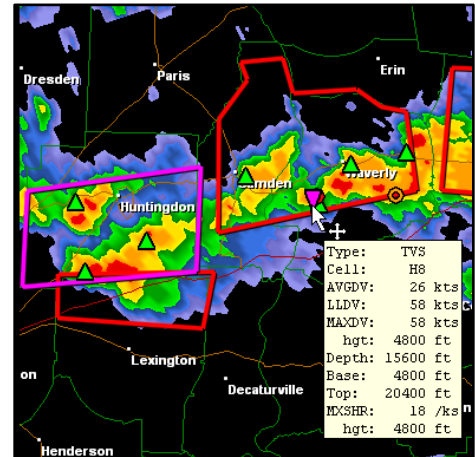 Erin
Paris
Dresden
Waverly
Camden
Huntingdon
Type: TVS
Cell: H8
AVGDV: 26 kts
LLDV: 58 kts
MAXDV: 58 kts
hgt: 4800 ft
Depth: 15600 ft
Base: 4800 ft
Top: 20400 ft
MXSHR: 18 /ks
hgt: 4800 ft
Lexington
on
Decaturville
n
Henderson